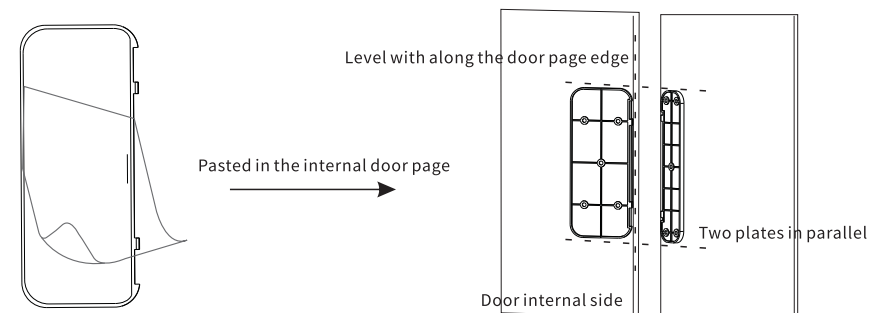 Level with along the door page edge
Pasted in the internal door page
Two plates in parallel
Door internal side